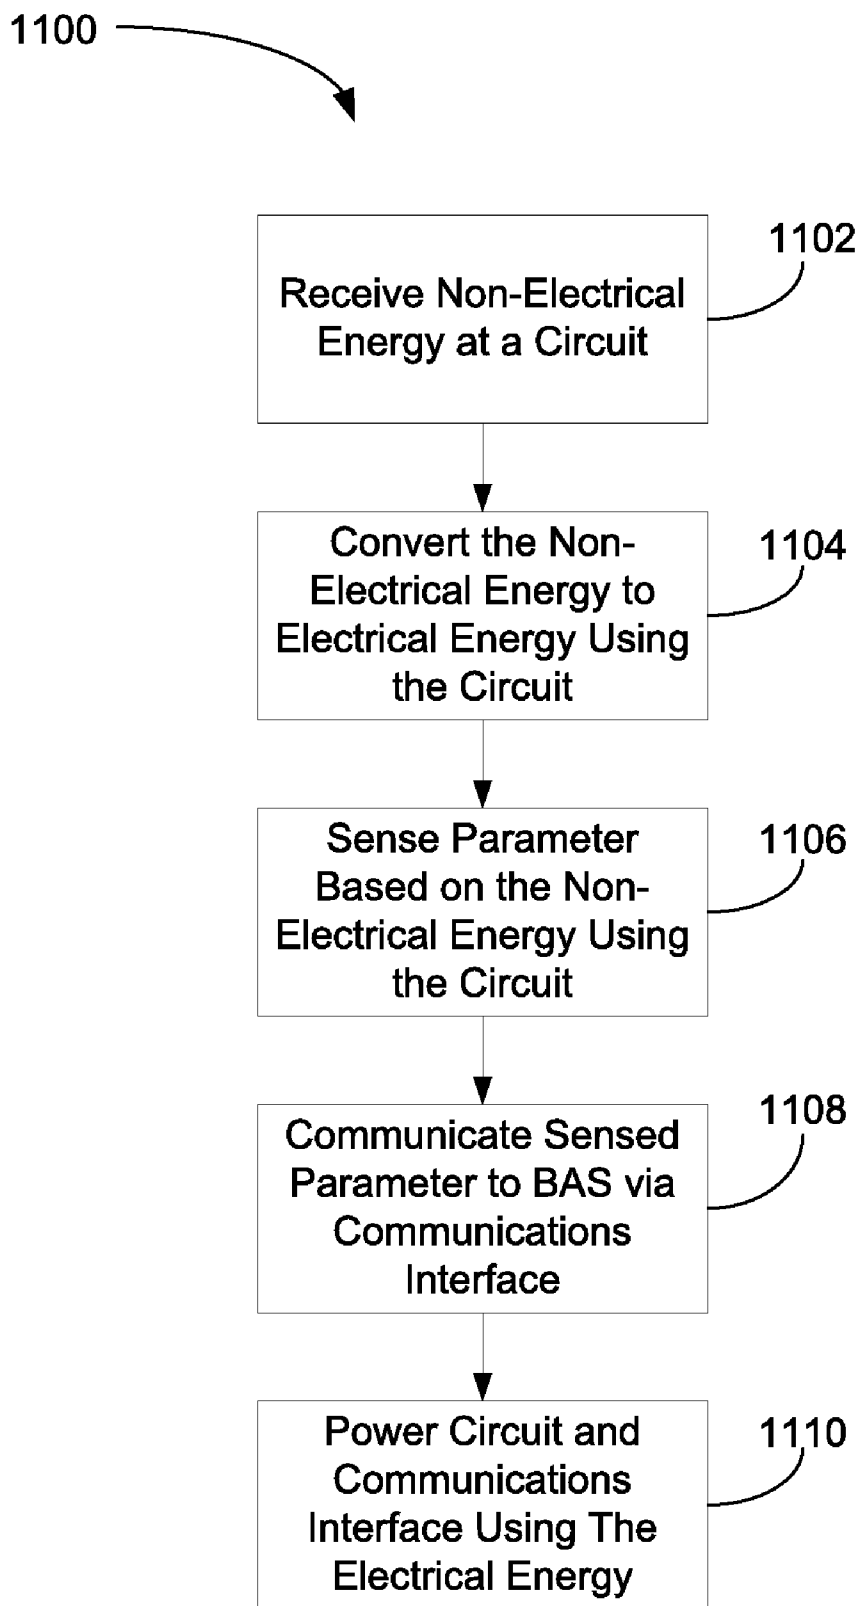 1100
1102
Receive Non-Electrical
Energy at a Circuit
1104
Convert the Non-
Electrical Energy to
Electrical Energy Using
the Circuit
1106
Sense Parameter
Based on the Non-
Electrical Energy Using
the Circuit
1108
Communicate Sensed
Parameter to BAS via
Communications
Interface
1110
Power Circuit and
Communications
Interface Using The
Electrical Energy